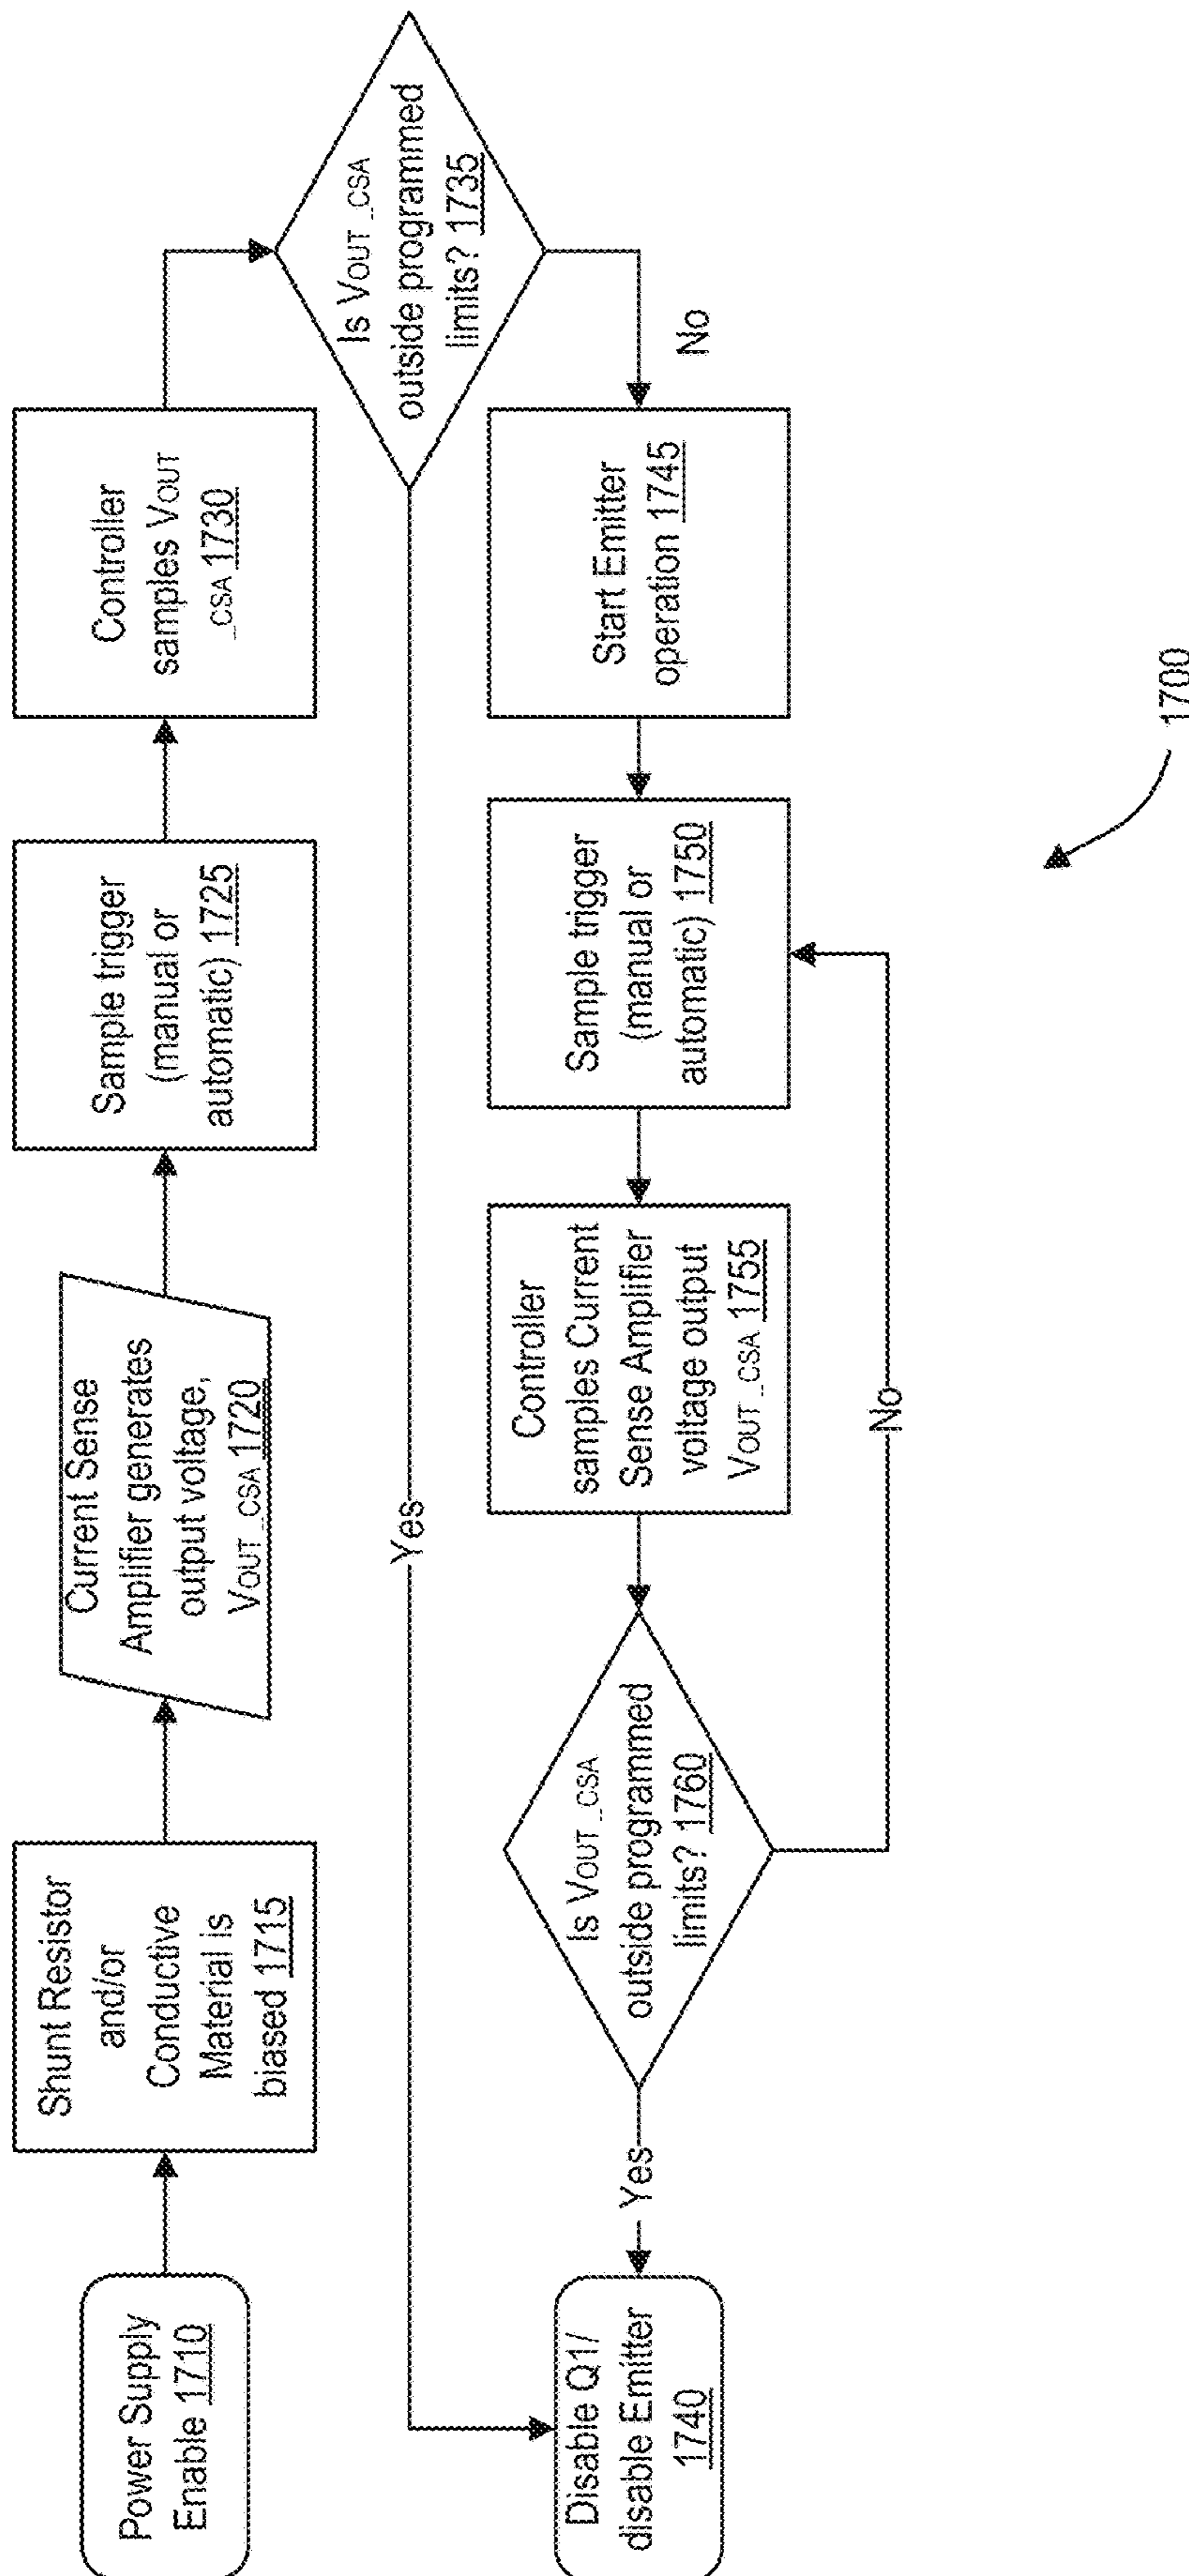 Power Supply
Enable 1710
Shunt Resistor
and/or
Conductive
Material is
biased 1715
Current Sense
Amplifier generates
output voltage,
VOUT_CSA 1720
Sample trigger
(manual or
automatic) 1725
Controller
samples VOUT
_CSA 1730
Is VOUT_CSA
outside programmed
limits? 1735
Yes
No
Start Emitter
operation 1745
Sample trigger
(manual or
automatic) 1750
Controller
samples Current
Sense Amplifier
voltage output
VOUT_CSA 1755
Is VOUT_CSA
outside programmed
limits? 1760
No
Yes
Disable Q1/
disable Emitter
1740
1700